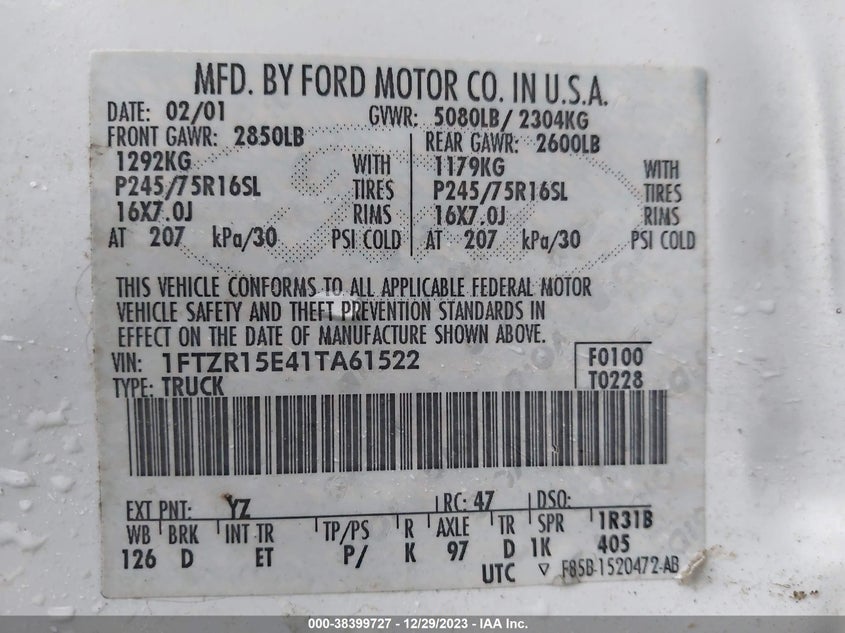 MFD. BY FORD MOTOR CO. IN U.S.A.
DATE: 02/01 GVWR: 5080LB/ 2304KG
FRONT GAWR: 2850LB REAR GAWR: 2600LB
1292KG WITH 1179KG WITH
P245/75R16SL TIRES P245/75R16SL TIRES
16X7.0J RIMS 16X7.0J RIMS
AT 207 kPa/30 PSI COLD AT 207 kPa/30 PSI COLD
THIS VEHICLE CONFORMS TO ALL APPLICABLE FEDERAL MOTOR
VEHICLE SAFETY AND THEFT PREVENTION STANDARDS IN
EFFECT ON THE DATE OF MANUFACTURE SHOWN ABOVE.
VIN: 1FTZR15E41TA61522 F0100
TYPE: TRUCK T0228
EXT PNT: YZ RC: 47 DSO:
WB BRK INT TR TP/PS R AXLE TR SPR 1R31B
126 D ET P/ K 97 D 1K 405
UTC ▽ F85B-1520472-AB
000-38399727 - 12/29/2023 - IAA Inc.